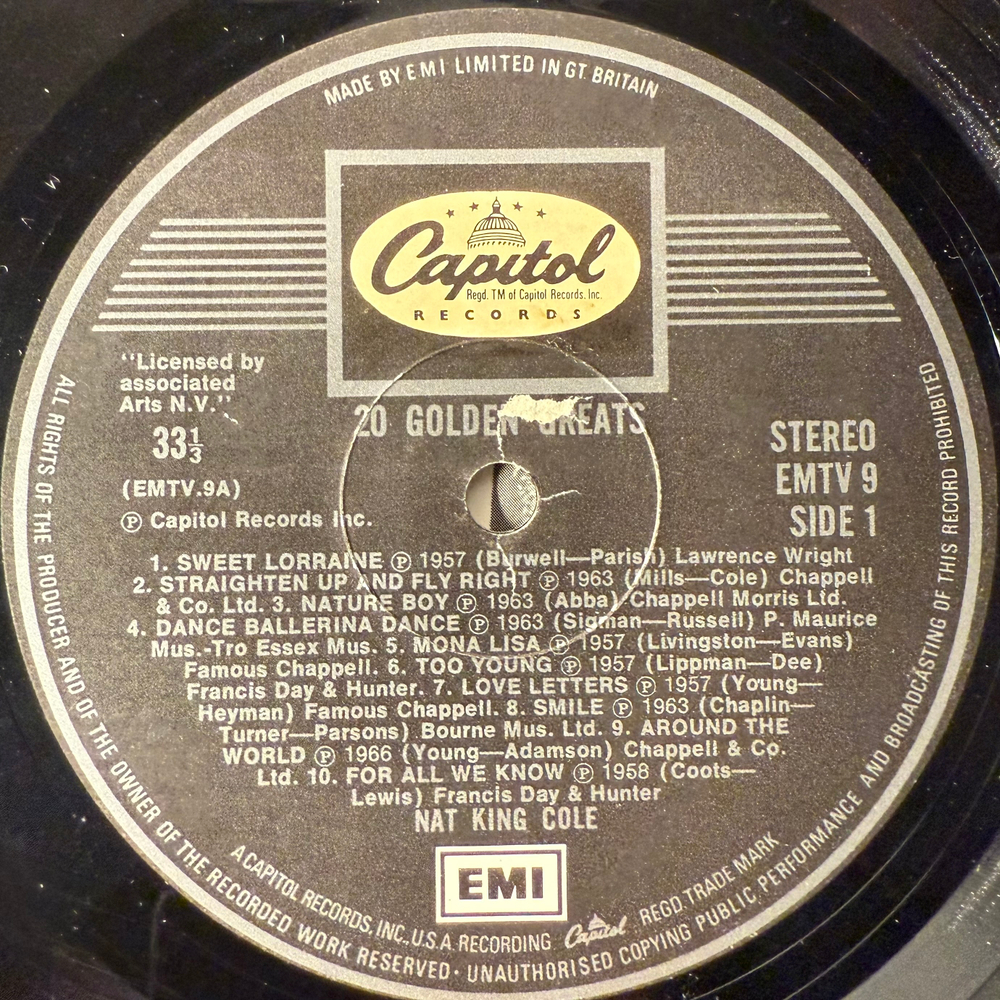 MADE BY EMI LIMITED IN GT. BRITAIN
Capitol
Regd. TM of Capitol Records. Inc.
RECORDS
"Licensed by
associated
Arts N.V."
20 GOLDEN GREATS
33⅓
STEREO
(EMTV.9A)
EMTV 9
Ⓟ Capitol Records Inc.
SIDE 1
1. SWEET LORRAINE Ⓟ 1957 (Burwell—Parish) Lawrence Wright
2. STRAIGHTEN UP AND FLY RIGHT Ⓟ 1963 (Mills—Cole) Chappell
& Co. Ltd. 3. NATURE BOY Ⓟ 1963 (Abba) Chappell Morris Ltd.
4. DANCE BALLERINA DANCE Ⓟ 1963 (Sigman—Russell) P. Maurice
Mus.-Tro Essex Mus. 5. MONA LISA Ⓟ 1957 (Livingston—Evans)
Famous Chappell. 6. TOO YOUNG Ⓟ 1957 (Lippman—Dee)
Francis Day & Hunter. 7. LOVE LETTERS Ⓟ 1957 (Young—
Heyman) Famous Chappell. 8. SMILE Ⓟ 1963 (Chaplin—
Turner—Parsons) Bourne Mus. Ltd. 9. AROUND THE
WORLD Ⓟ 1966 (Young—Adamson) Chappell & Co.
Ltd. 10. FOR ALL WE KNOW Ⓟ 1958 (Coots—
Lewis) Francis Day & Hunter
NAT KING COLE
EMI
A CAPITOL RECORDS, INC., U.S.A. RECORDING Capitol REGD. TRADE MARK
ALL RIGHTS OF THE PRODUCER AND OF THE OWNER OF THE RECORDED WORK RESERVED · UNAUTHORISED COPYING PUBLIC PERFORMANCE AND BROADCASTING OF THIS RECORD PROHIBITED